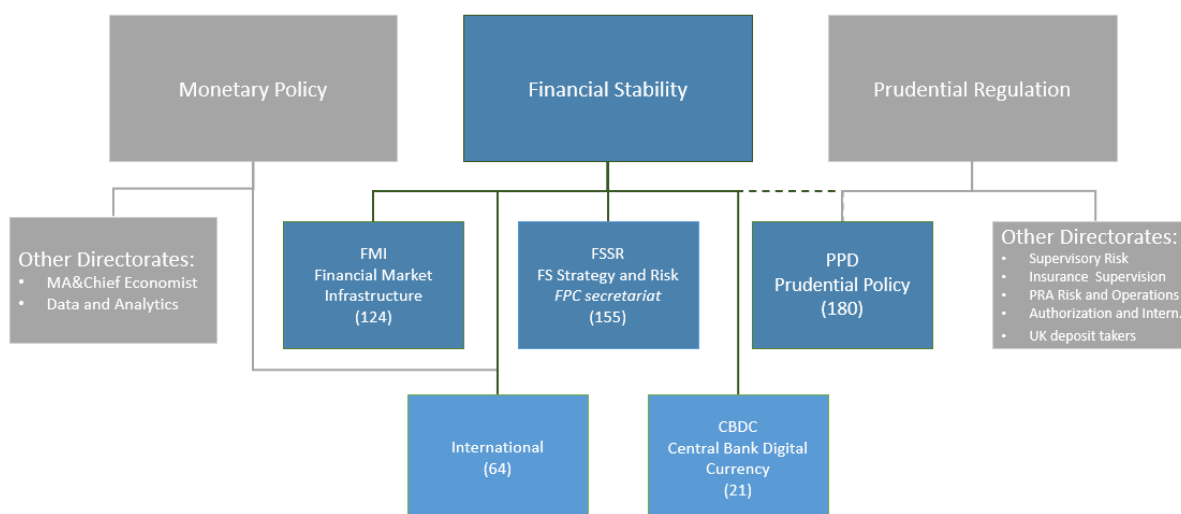 Monetary Policy
Financial Stability
Prudential Regulation
Other Directorates:
• MA&Chief Economist
• Data and Analytics
FMI
Financial Market
Infrastructure
(124)
FSSR
FS Strategy and Risk
FPC secretariat
(155)
PPD
Prudential Policy
(180)
Other Directorates:
• Supervisory Risk
• Insurance Supervision
• PRA Risk and Operations
• Authorization and Intern.
• UK deposit takers
International
(64)
CBDC
Central Bank Digital
Currency
(21)